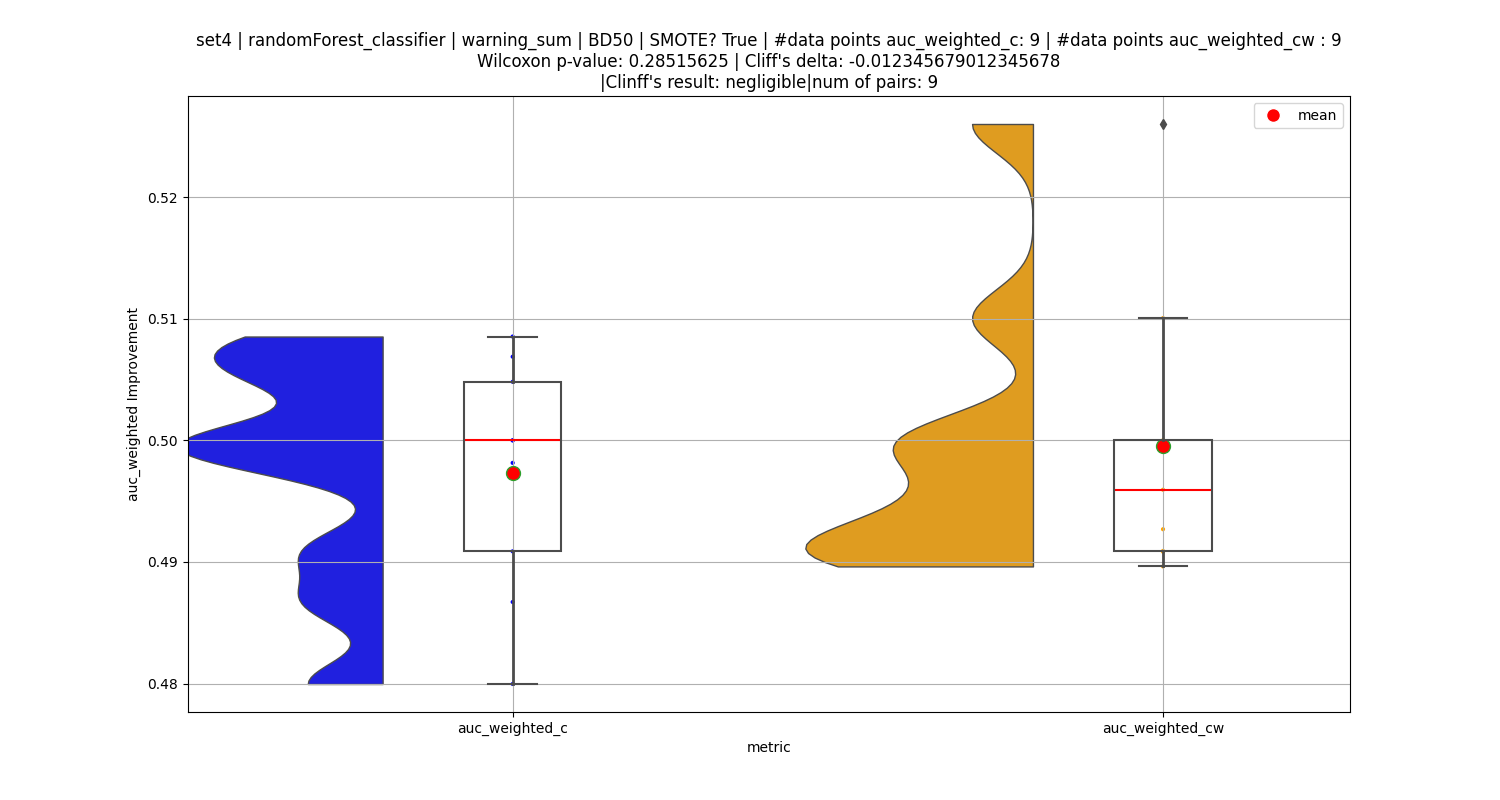 set4 | randomForest_classifier | warning_sum | BD50 | SMOTE? True | #data points auc_weighted_c: 9 | #data points auc_weighted_cw : 9
Wilcoxon p-value: 0.28515625 | Cliff's delta: -0.012345679012345678
|Clinff's result: negligible|num of pairs: 9
mean
0.52
0.51
0.50
0.49
0.48
auc_weighted Improvement
auc_weighted_c
auc_weighted_cw
metric